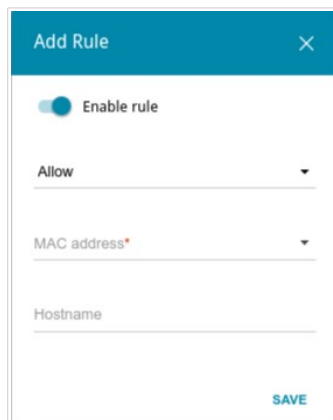 Add Rule
Enable rule
Allow
MAC address*
Hostname
SAVE